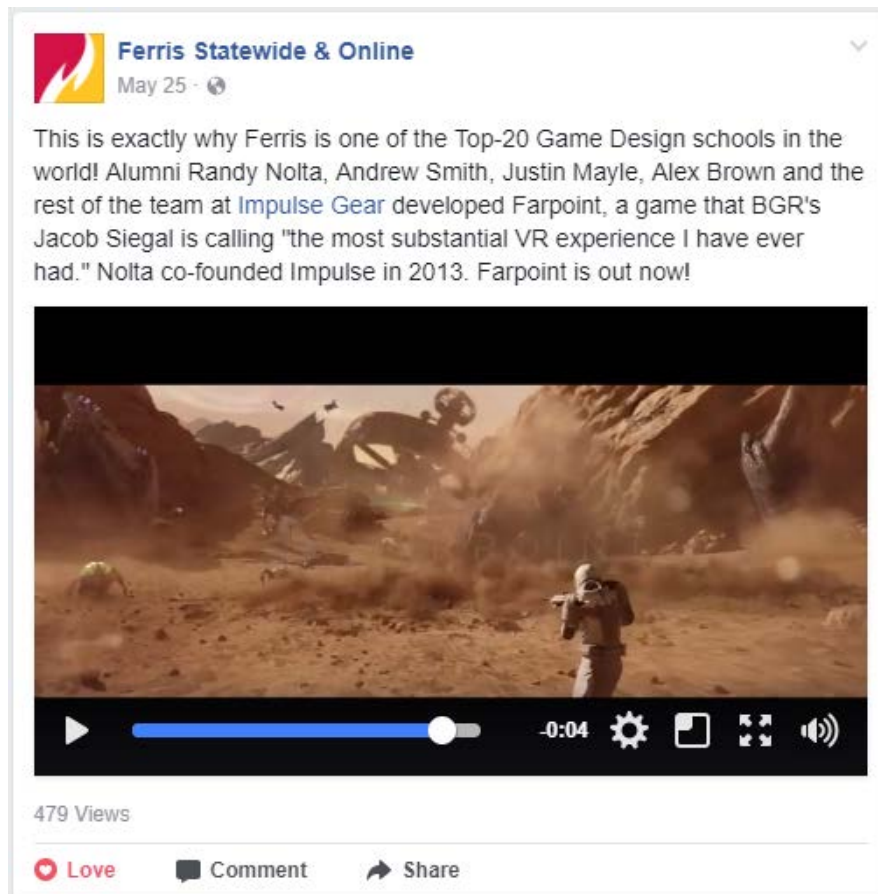 Ferris Statewide & Online
May 25 ·
This is exactly why Ferris is one of the Top-20 Game Design schools in the
world! Alumni Randy Nolta, Andrew Smith, Justin Mayle, Alex Brown and the
rest of the team at Impulse Gear developed Farpoint, a game that BGR's
Jacob Siegal is calling "the most substantial VR experience I have ever
had." Nolta co-founded Impulse in 2013. Farpoint is out now!
-0:04
479 Views
Love Comment Share